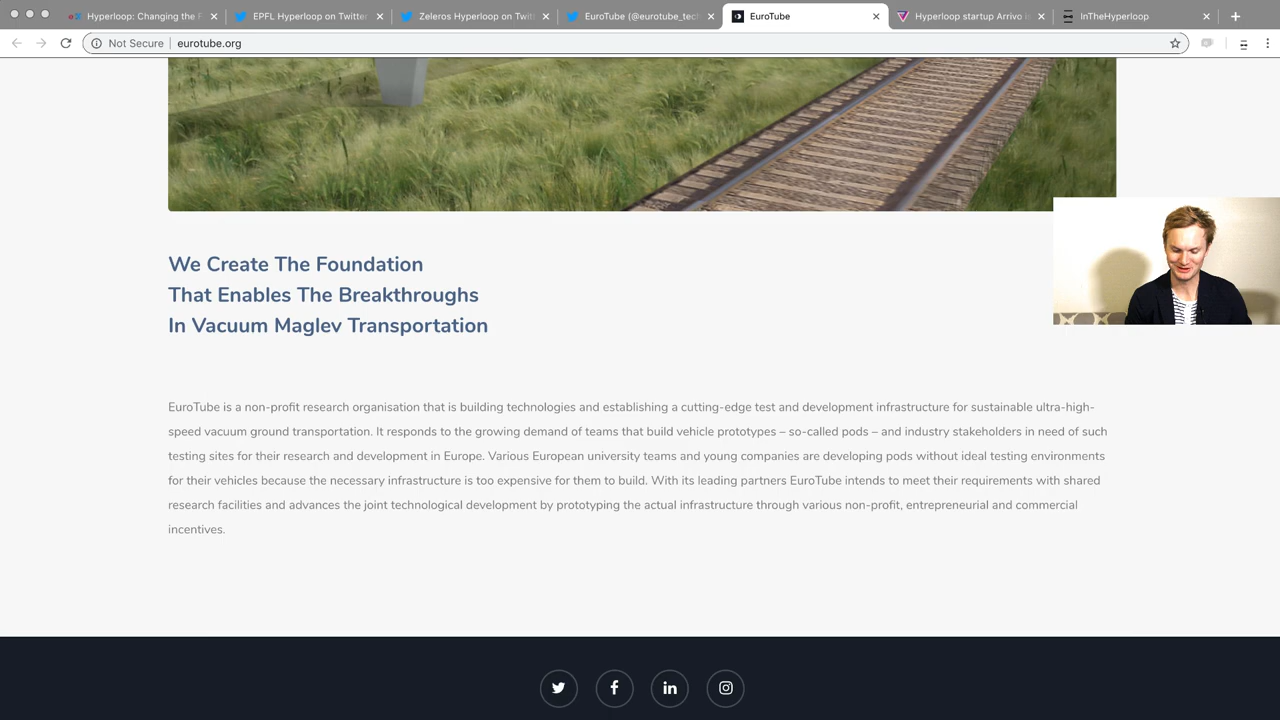 Hyperloop: Changing the F
EPFL Hyperloop on Twitter
Zeleros Hyperloop on Twit
EuroTube (@eurotube_tec
EuroTube
Hyperloop startup Arrivo is
InTheHyperloop
Not Secure
eurotube.org
We Create The Foundation
That Enables The Breakthroughs
In Vacuum Maglev Transportation
EuroTube is a non-profit research organisation that is building technologies and establishing a cutting-edge test and development infrastructure for sustainable ultra-high-
speed vacuum ground transportation. It responds to the growing demand of teams that build vehicle prototypes – so-called pods – and industry stakeholders in need of such
testing sites for their research and development in Europe. Various European university teams and young companies are developing pods without ideal testing environments
for their vehicles because the necessary infrastructure is too expensive for them to build. With its leading partners EuroTube intends to meet their requirements with shared
research facilities and advances the joint technological development by prototyping the actual infrastructure through various non-profit, entrepreneurial and commercial
incentives.